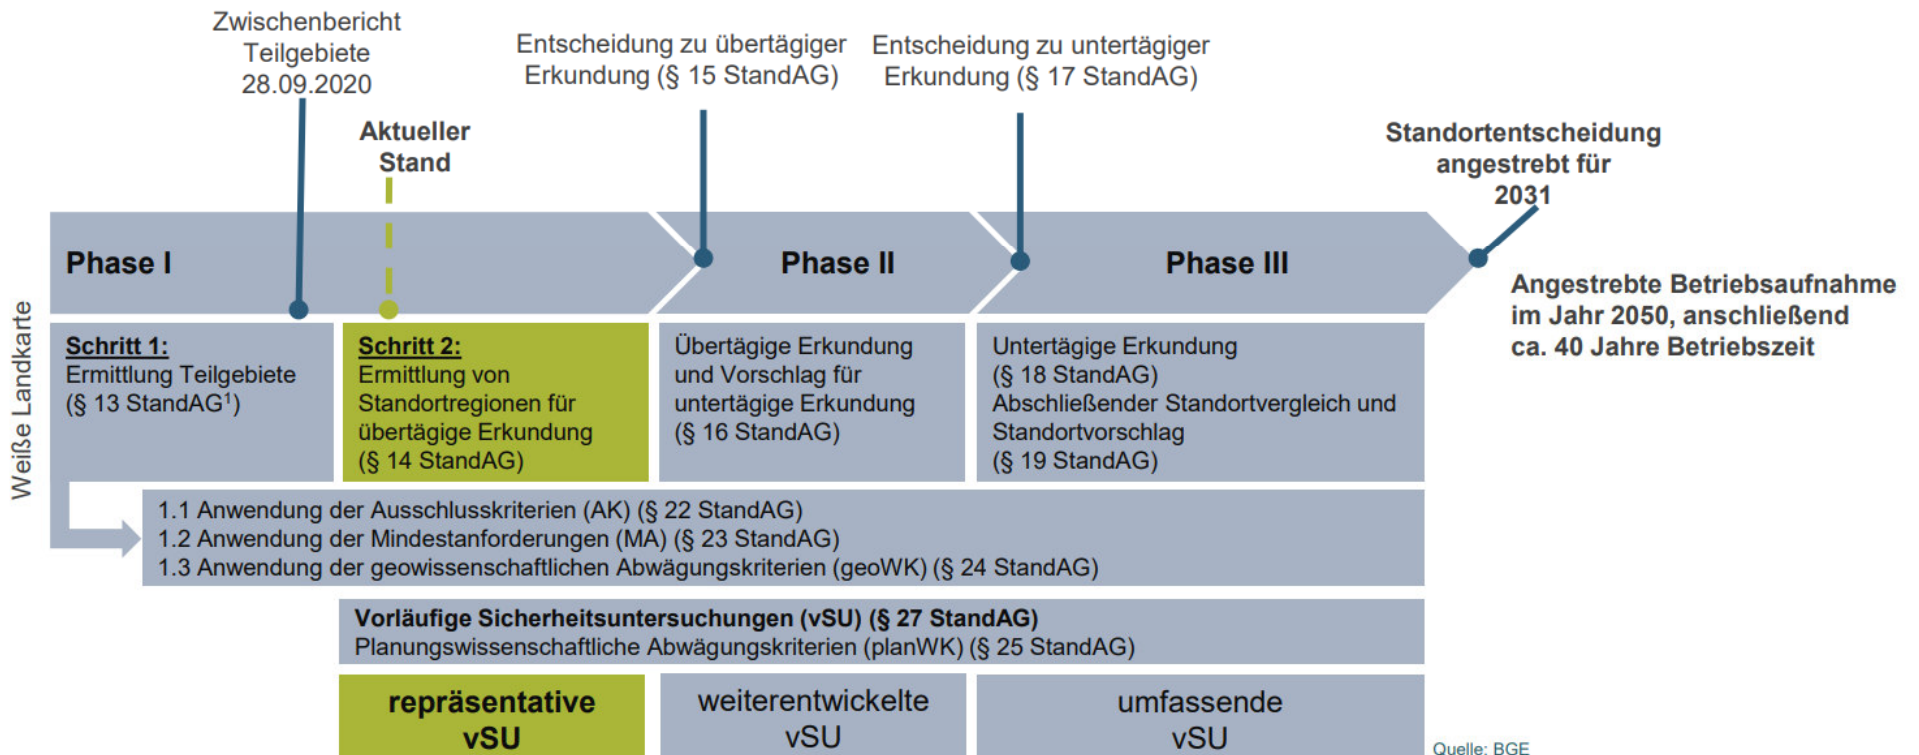 Zwischenbericht
Teilgebiete
28.09.2020
Entscheidung zu übertägiger
Erkundung (§ 15 StandAG)
Entscheidung zu untertägiger
Erkundung (§ 17 StandAG)
Aktueller
Stand
Standortentscheidung
angestrebt für
2031
Phase I
Phase II
Phase III
Angestrebte Betriebsaufnahme
im Jahr 2050, anschließend
ca. 40 Jahre Betriebszeit
Weiße Landkarte
Schritt 1:
Ermittlung Teilgebiete
(§ 13 StandAG¹)
Schritt 2:
Ermittlung von
Standortregionen für
übertägige Erkundung
(§ 14 StandAG)
Übertägige Erkundung
und Vorschlag für
untertägige Erkundung
(§ 16 StandAG)
Untertägige Erkundung
(§ 18 StandAG)
Abschließender Standortvergleich und
Standortvorschlag
(§ 19 StandAG)
1.1 Anwendung der Ausschlusskriterien (AK) (§ 22 StandAG)
1.2 Anwendung der Mindestanforderungen (MA) (§ 23 StandAG)
1.3 Anwendung der geowissenschaftlichen Abwägungskriterien (geoWK) (§ 24 StandAG)
Vorläufige Sicherheitsuntersuchungen (vSU) (§ 27 StandAG)
Planungswissenschaftliche Abwägungskriterien (planWK) (§ 25 StandAG)
repräsentative
vSU
weiterentwickelte
vSU
umfassende
vSU
Quelle: BGE